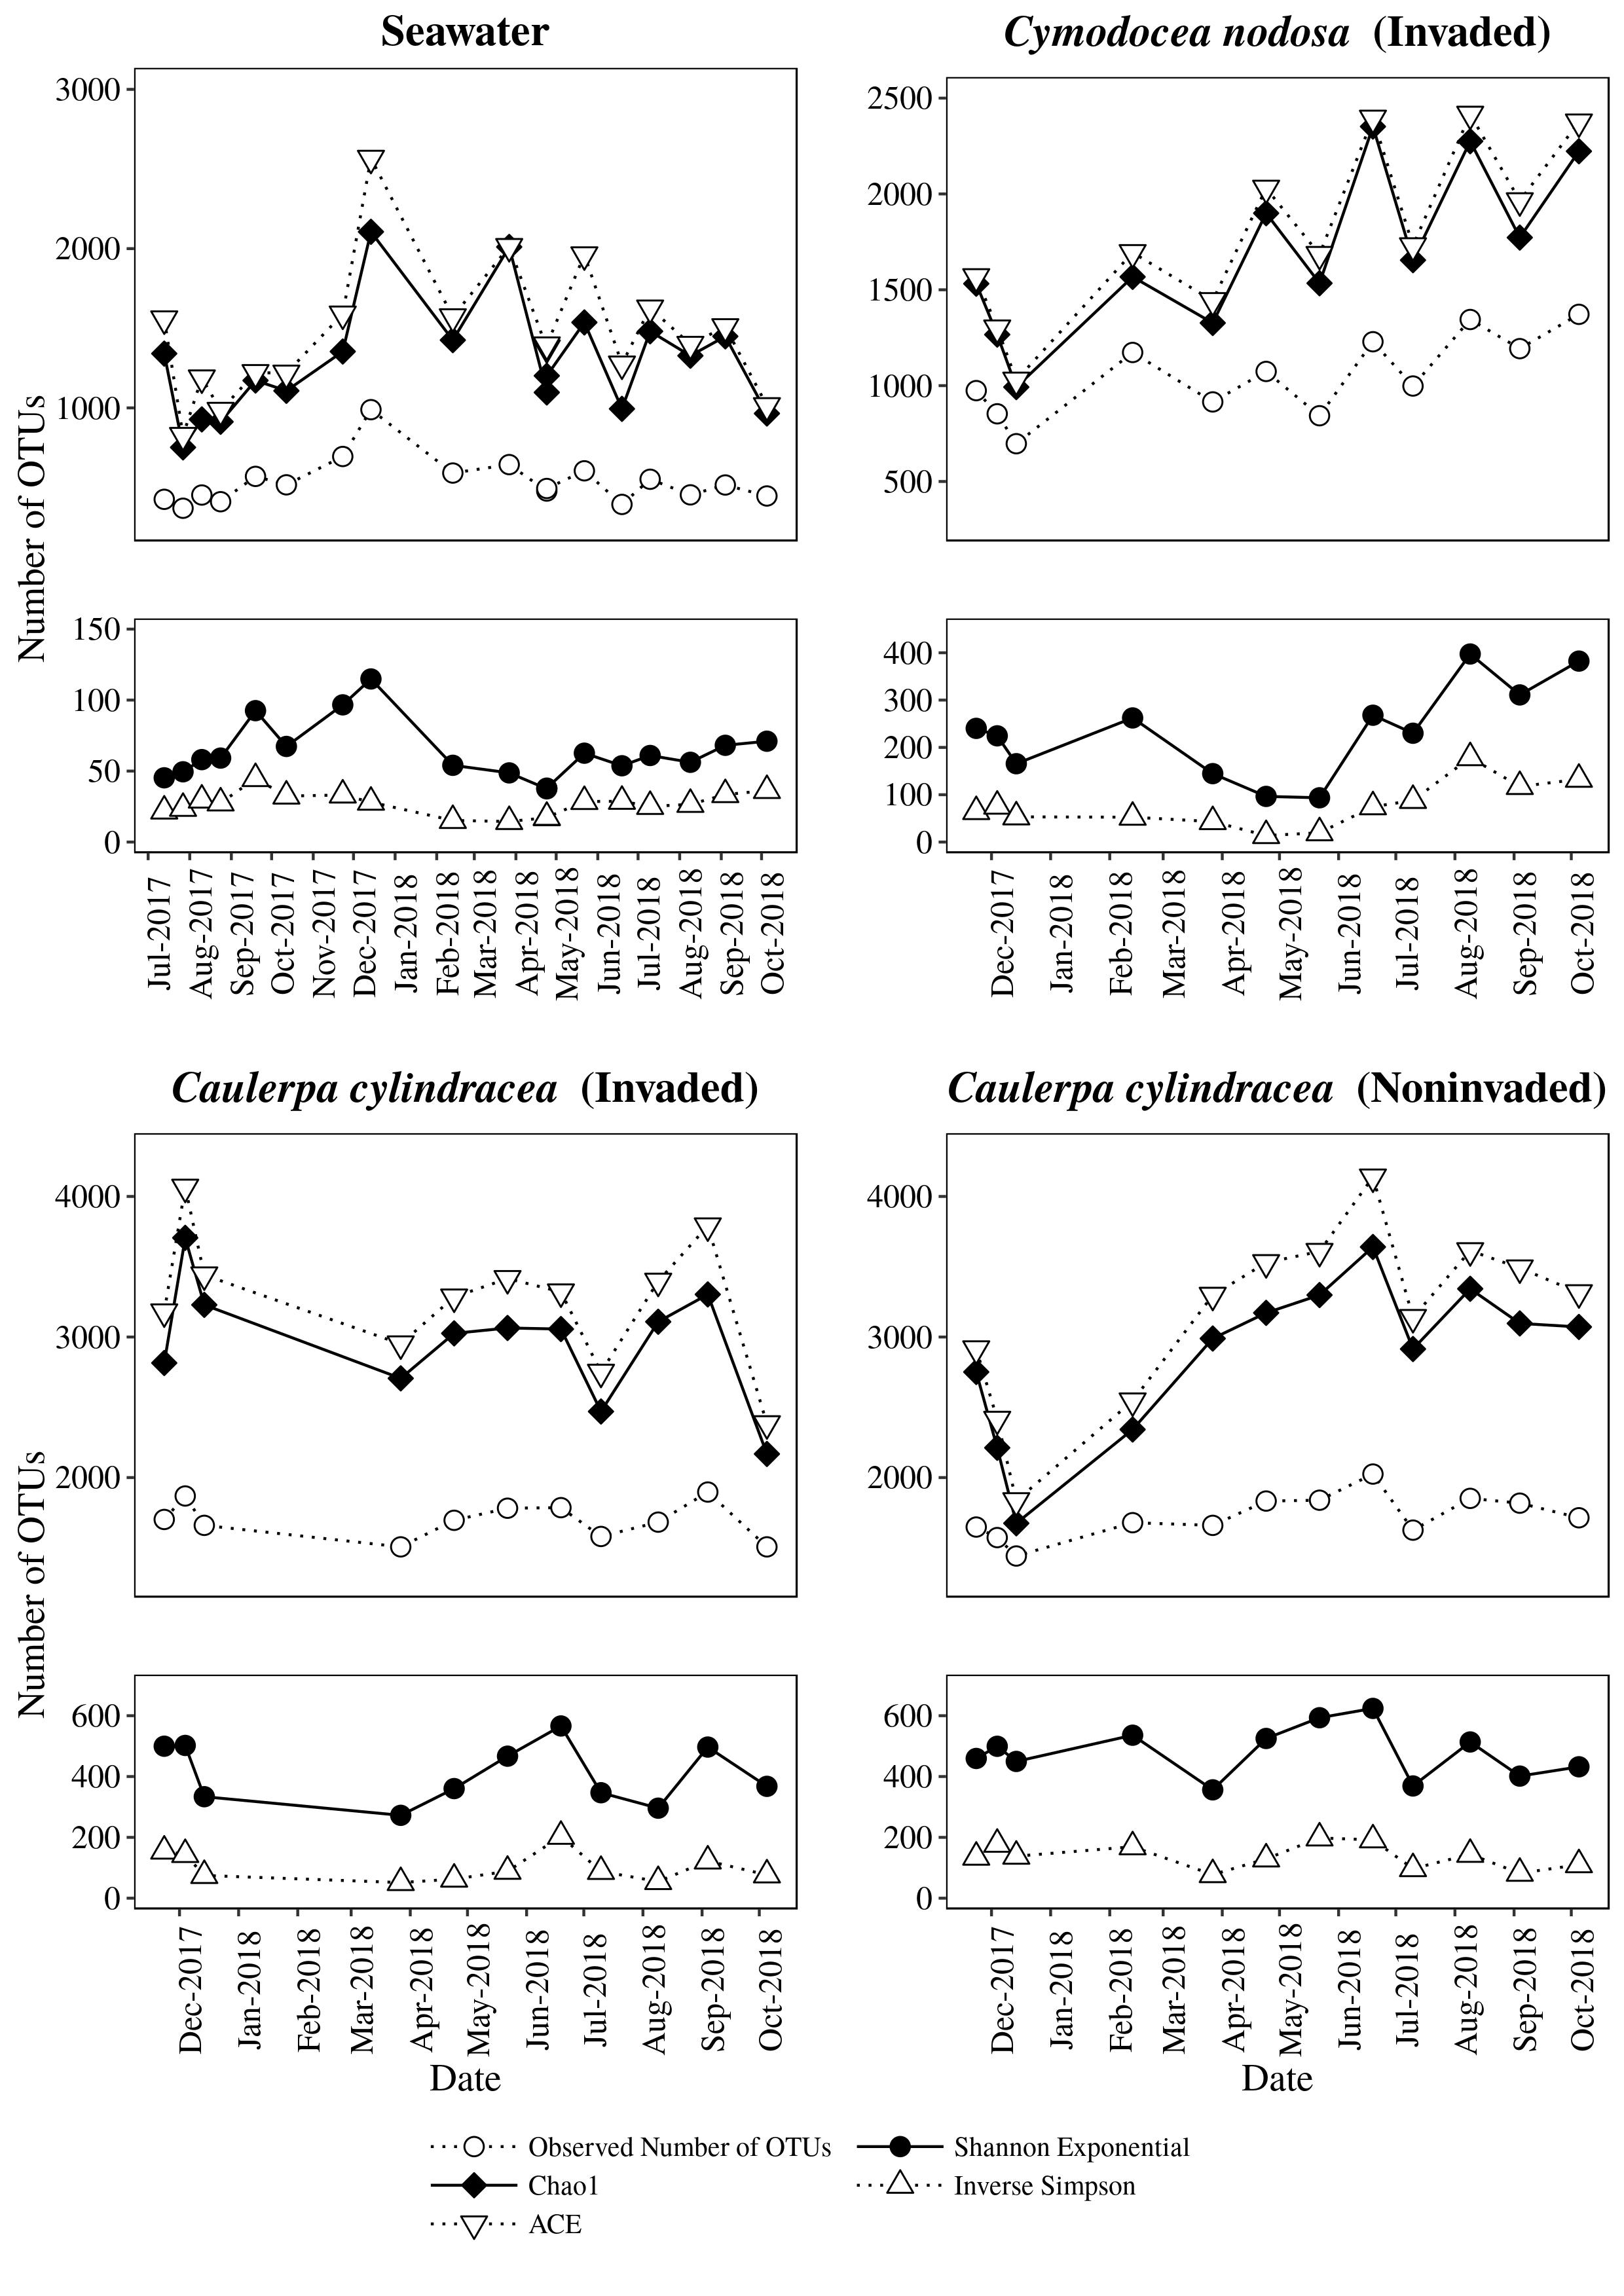 Seawater
Cymodocea nodosa (Invaded)
Number of OTUs
3000
2000
1000
2500
2000
1500
1000
500
150
100
50
0
400
300
200
100
0
Jul-2017
Aug-2017
Sep-2017
Oct-2017
Nov-2017
Dec-2017
Jan-2018
Feb-2018
Mar-2018
Apr-2018
May-2018
Jun-2018
Jul-2018
Aug-2018
Sep-2018
Oct-2018
Dec-2017
Jan-2018
Feb-2018
Mar-2018
Apr-2018
May-2018
Jun-2018
Jul-2018
Aug-2018
Sep-2018
Oct-2018
Caulerpa cylindracea (Invaded)
Caulerpa cylindracea (Noninvaded)
Number of OTUs
4000
3000
2000
4000
3000
2000
600
400
200
0
600
400
200
0
Dec-2017
Jan-2018
Feb-2018
Mar-2018
Apr-2018
May-2018
Jun-2018
Jul-2018
Aug-2018
Sep-2018
Oct-2018
Dec-2017
Jan-2018
Feb-2018
Mar-2018
Apr-2018
May-2018
Jun-2018
Jul-2018
Aug-2018
Sep-2018
Oct-2018
Date
Date
Observed Number of OTUs
Chao1
ACE
Shannon Exponential
Inverse Simpson